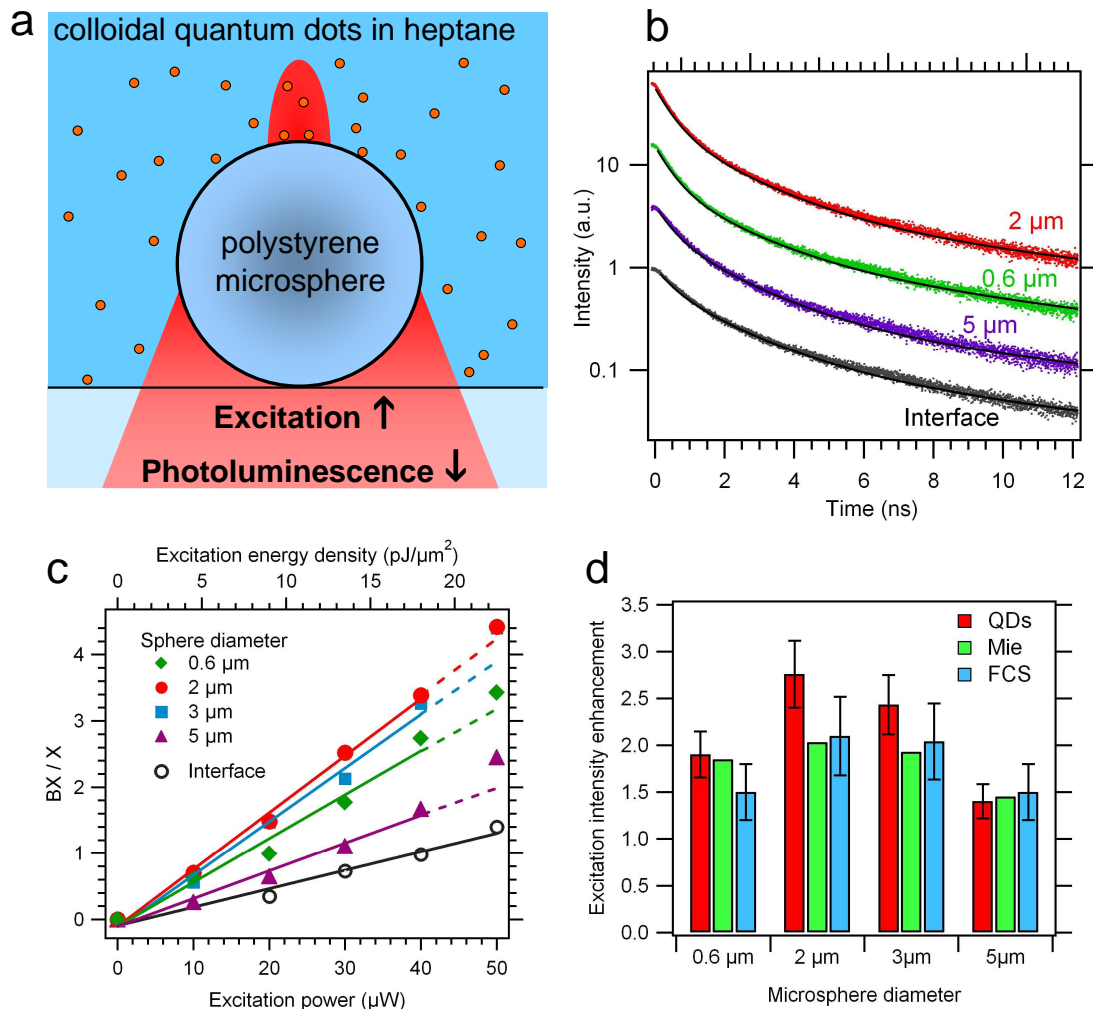 a
colloidal quantum dots in heptane
polystyrene
microsphere
Excitation ↑
Photoluminescence ↓
b
Intensity (a.u.)
10
1
0.1
2 µm
0.6 µm
5 µm
Interface
0 2 4 6 8 10 12
Time (ns)
c
Excitation energy density (pJ/µm²)
0 5 10 15 20
BX / X
4
3
2
1
0
Sphere diameter
0.6 µm
2 µm
3 µm
5 µm
Interface
0 10 20 30 40 50
Excitation power (µW)
d
Excitation intensity enhancement
3.5
3.0
2.5
2.0
1.5
1.0
0.5
0.0
QDs
Mie
FCS
0.6 µm 2 µm 3µm 5µm
Microsphere diameter